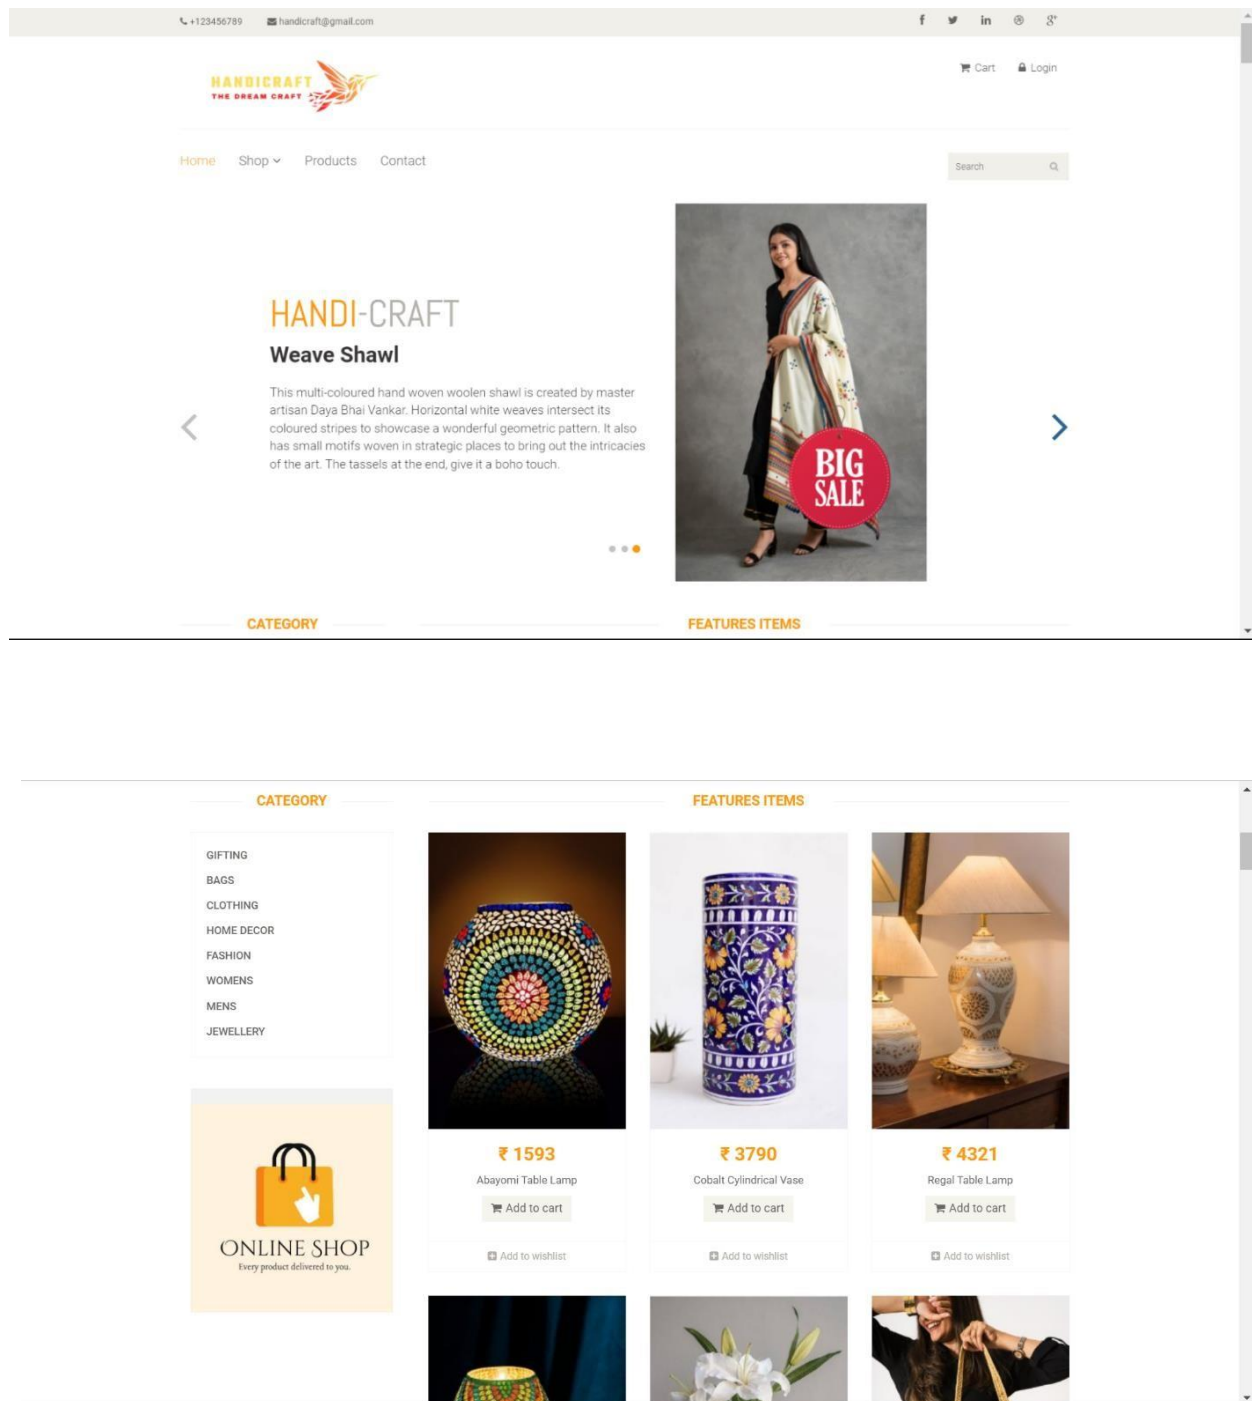 +123456789 handicraft@gmail.com
HANDICRAFT
THE DREAM CRAFT
Cart Login
Home Shop Products Contact
Search
HANDI-CRAFT
Weave Shawl
This multi-coloured hand woven woolen shawl is created by master
artisan Daya Bhai Vankar. Horizontal white weaves intersect its
coloured stripes to showcase a wonderful geometric pattern. It also
has small motifs woven in strategic places to bring out the intricacies
of the art. The tassels at the end, give it a boho touch.
BIG
SALE
CATEGORY FEATURES ITEMS
CATEGORY FEATURES ITEMS
GIFTING
BAGS
CLOTHING
HOME DECOR
FASHION
WOMENS
MENS
JEWELLERY
ONLINE SHOP
Every product delivered to you.
₹ 1593 ₹ 3790 ₹ 4321
Abayomi Table Lamp Cobalt Cylindrical Vase Regal Table Lamp
Add to cart Add to cart Add to cart
Add to wishlist Add to wishlist Add to wishlist